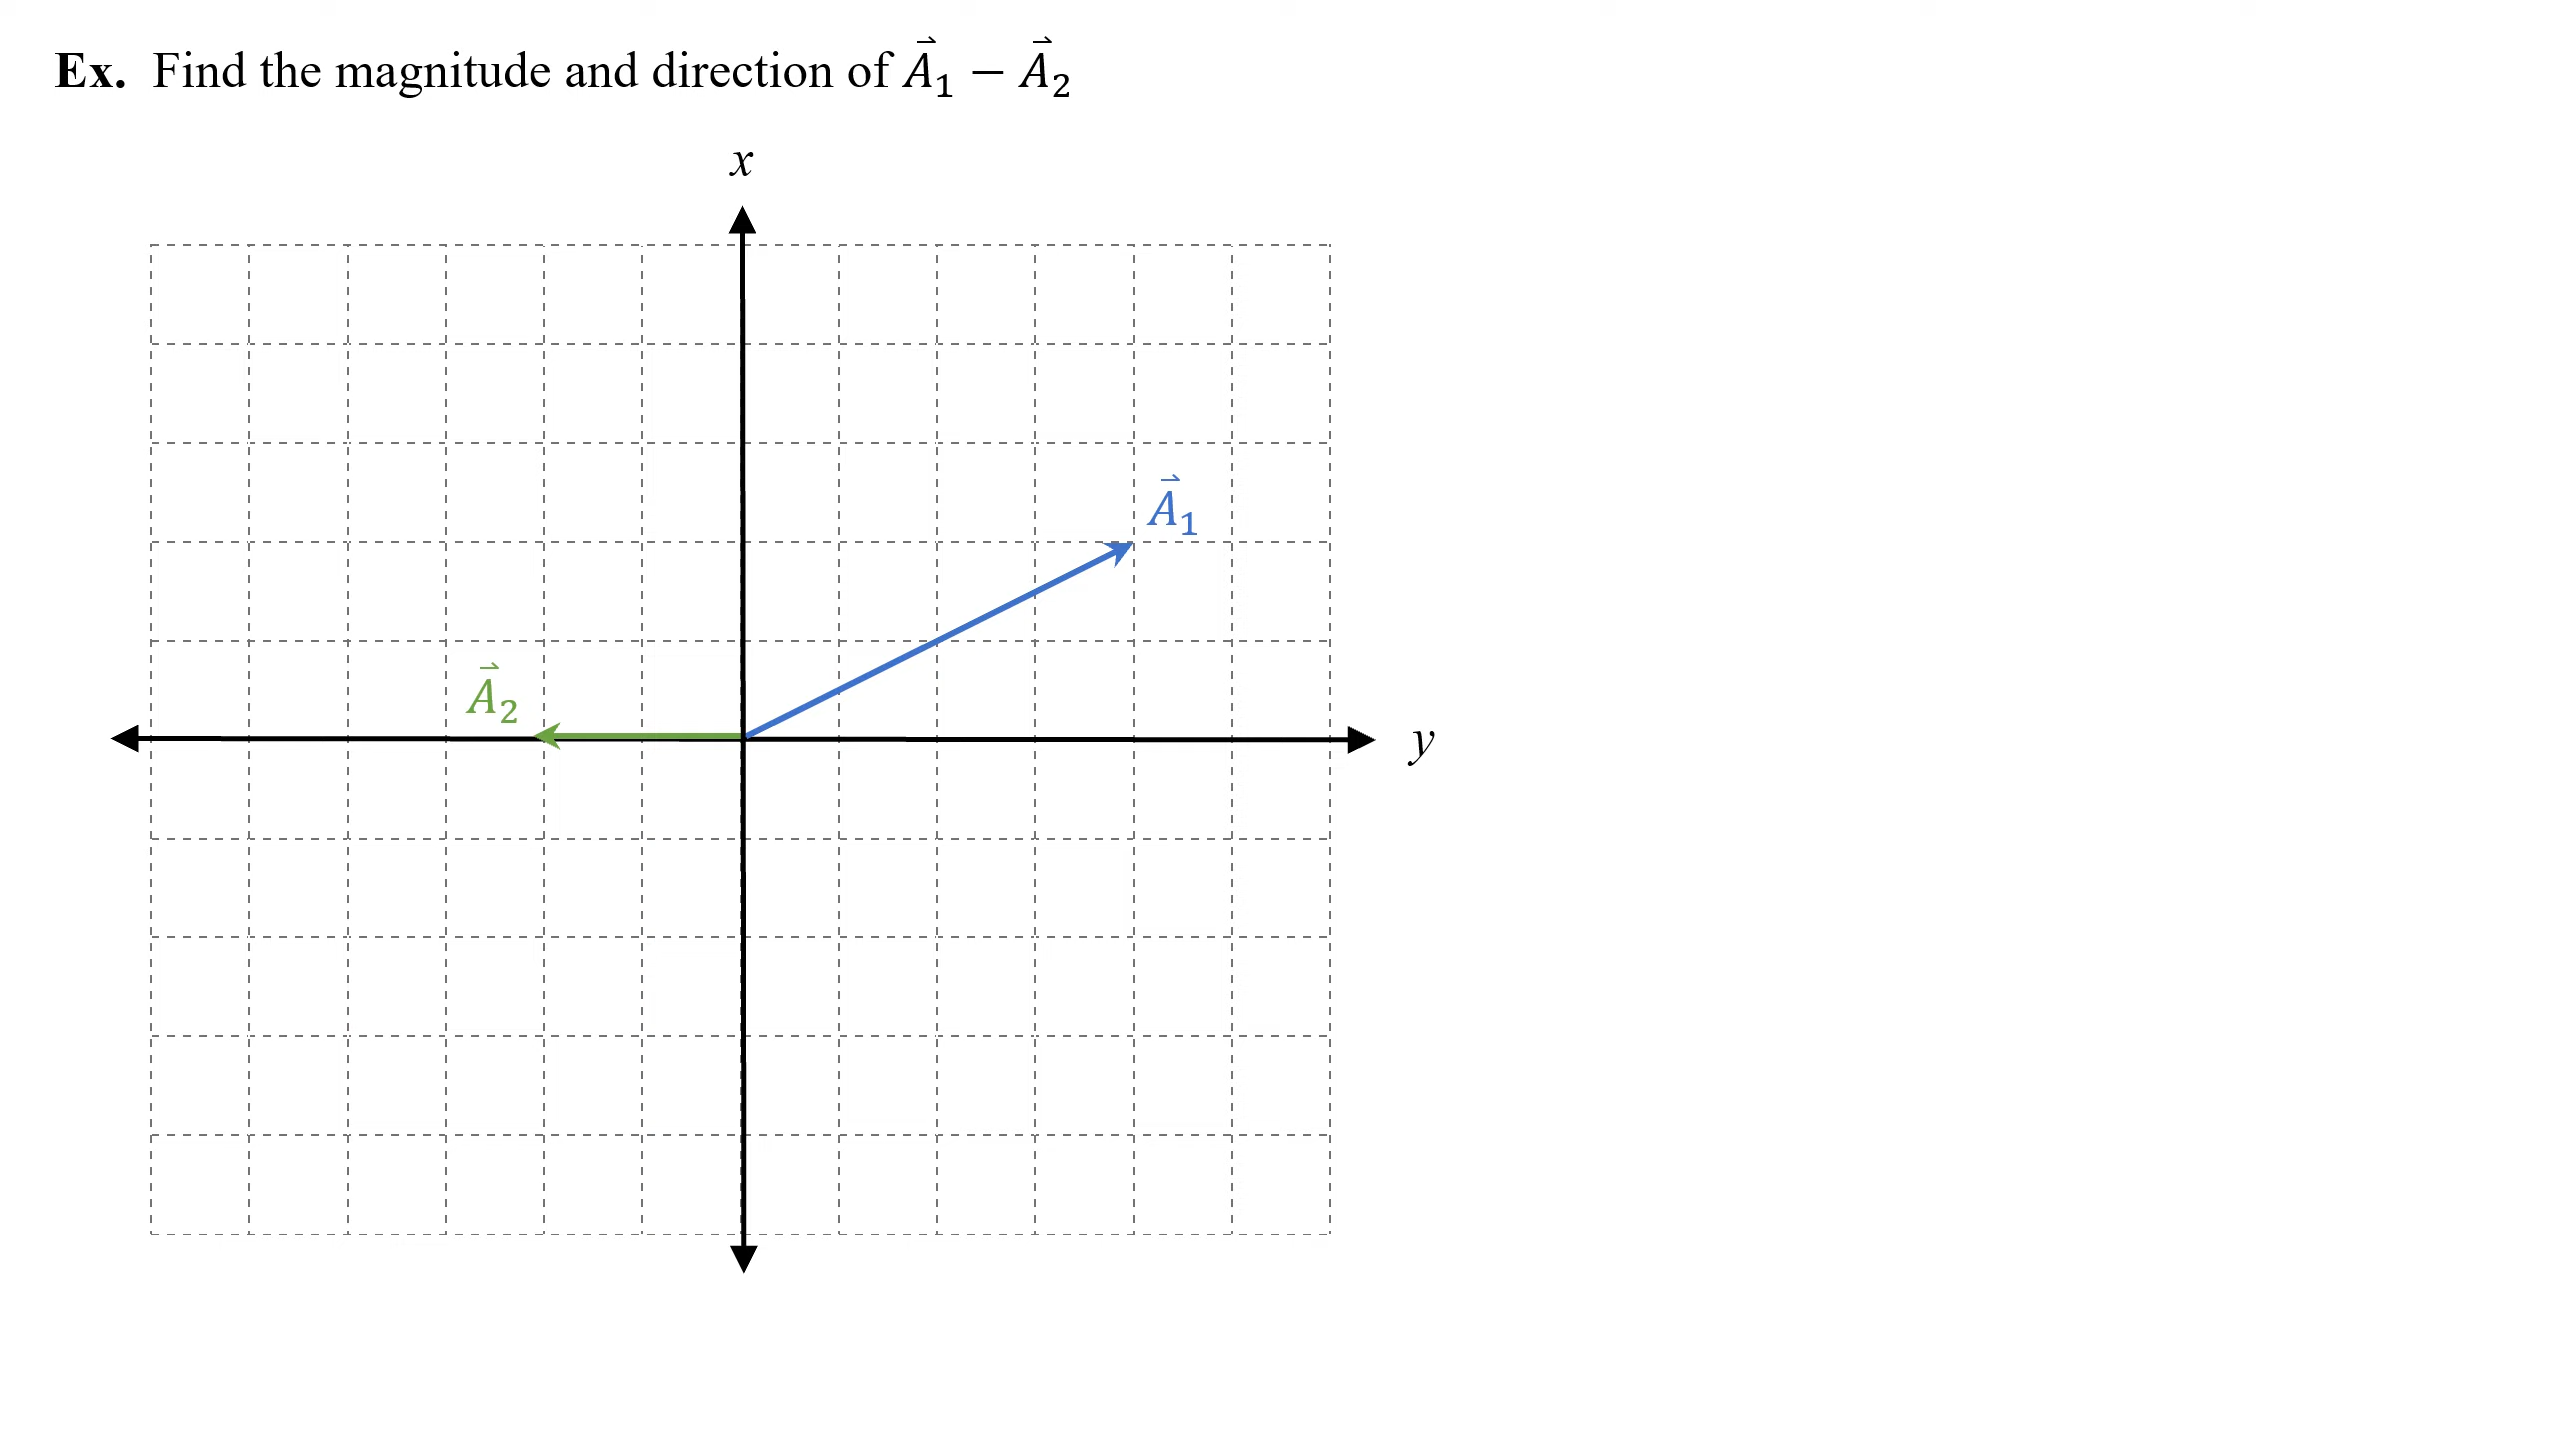 Ex. Find the magnitude and direction of A⃗₁ − A⃗₂
x
A⃗₁
A⃗₂
y